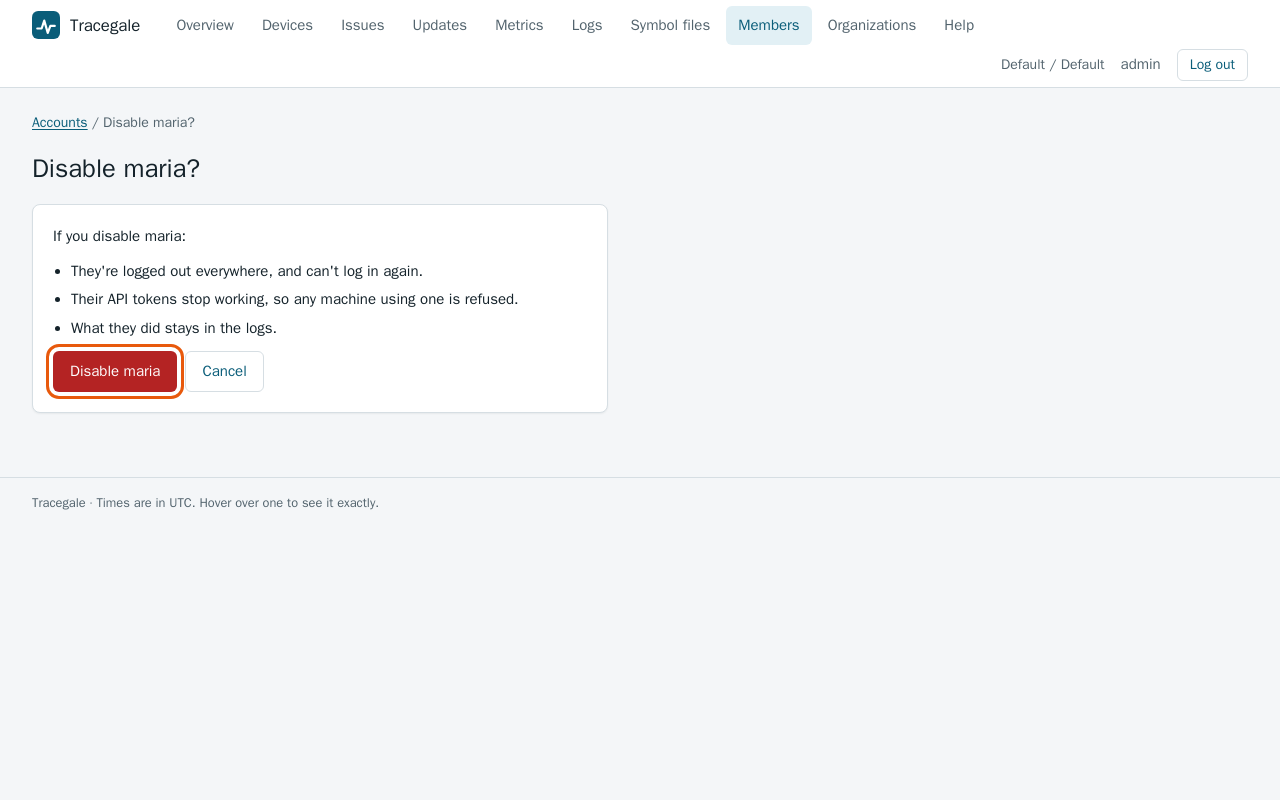 Tracegale
Overview
Devices
Issues
Updates
Metrics
Logs
Symbol files
Members
Organizations
Help
Default / Default
admin
Log out
Accounts / Disable maria?
Disable maria?
If you disable maria:
• They're logged out everywhere, and can't log in again.
• Their API tokens stop working, so any machine using one is refused.
• What they did stays in the logs.
Disable maria
Cancel
Tracegale · Times are in UTC. Hover over one to see it exactly.